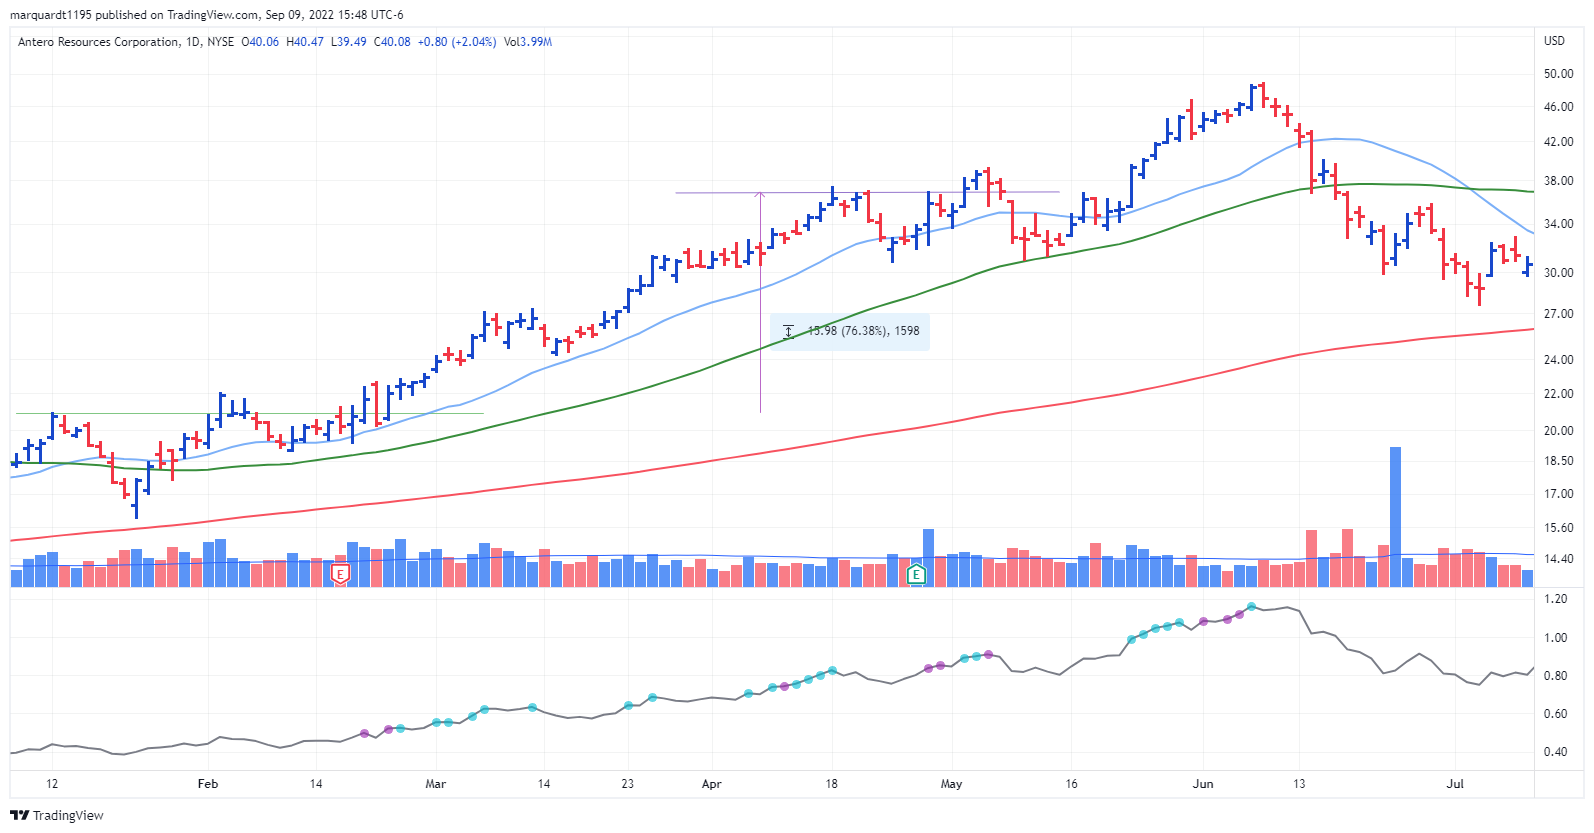 marquardt1195 published on TradingView.com, Sep 09, 2022 15:48 UTC-6
Antero Resources Corporation, 1D, NYSE O40.06 H40.47 L39.49 C40.08 +0.80 (+2.04%) Vol3.99M
USD
50.00
46.00
42.00
38.00
34.00
30.00
27.00
24.00
22.00
20.00
18.50
17.00
15.60
14.40
15.98 (76.38%), 1598
E
E
1.20
1.00
0.80
0.60
0.40
12 Feb 14 Mar 14 23 Apr 18 May 16 Jun 13 Jul
TradingView